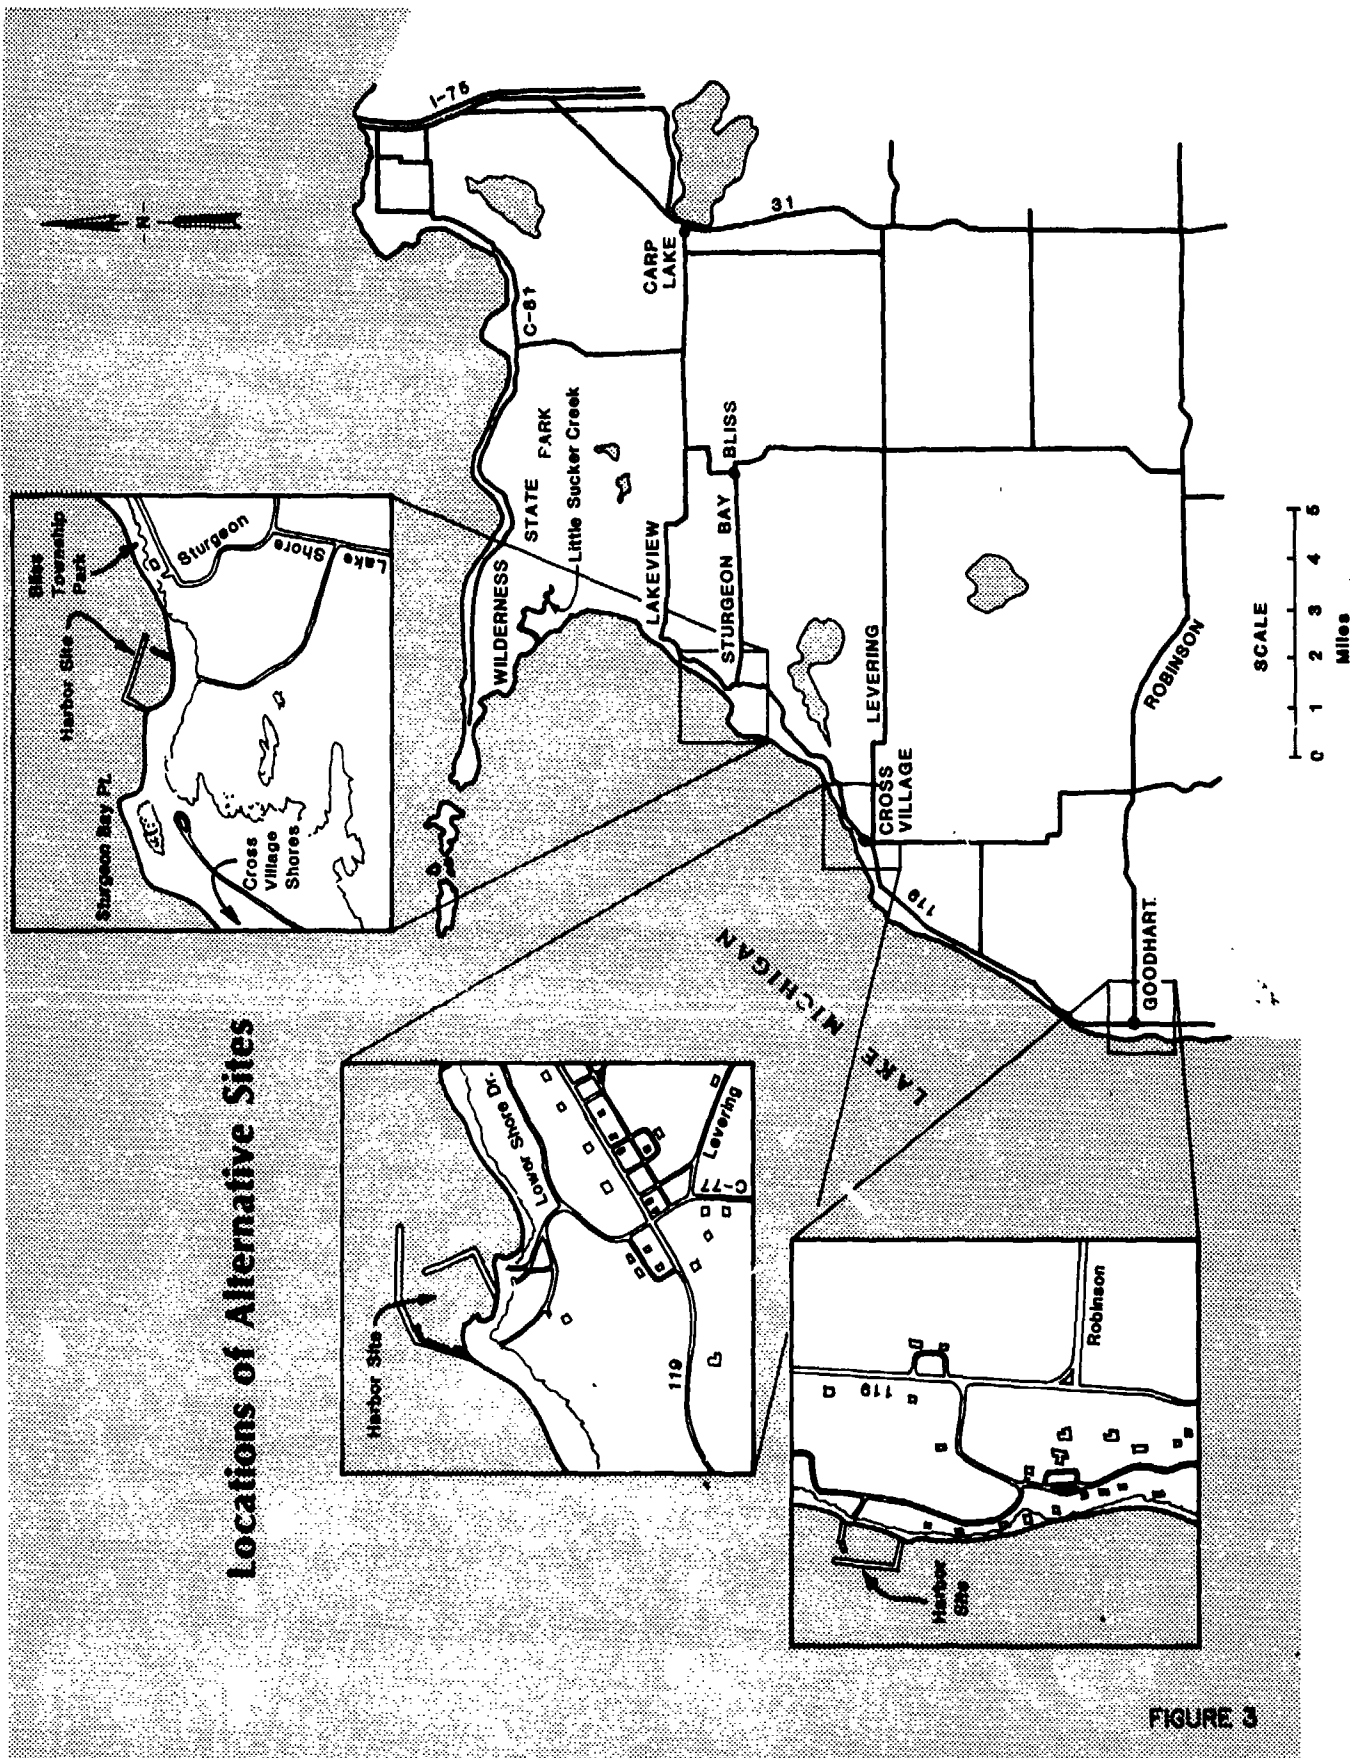 Locations of Alternative Sites
N
Bliss
Township
Park
Harbor Site
Sturgeon Bay Pt.
Sturgeon
Shore
Lake
Cross
Village
Shores
I-75
C-81
31
CARP
LAKE
WILDERNESS
STATE PARK
Little Sucker Creek
LAKEVIEW
STURGEON BAY
BLISS
LEVERING
CROSS
VILLAGE
119
LAKE MICHIGAN
GOODHART
ROBINSON
Harbor Site
Lower Shore Dr.
Levering
C-77
119
Harbor
Site
119
Robinson
SCALE
0 1 2 3 4 5
Miles
FIGURE 3